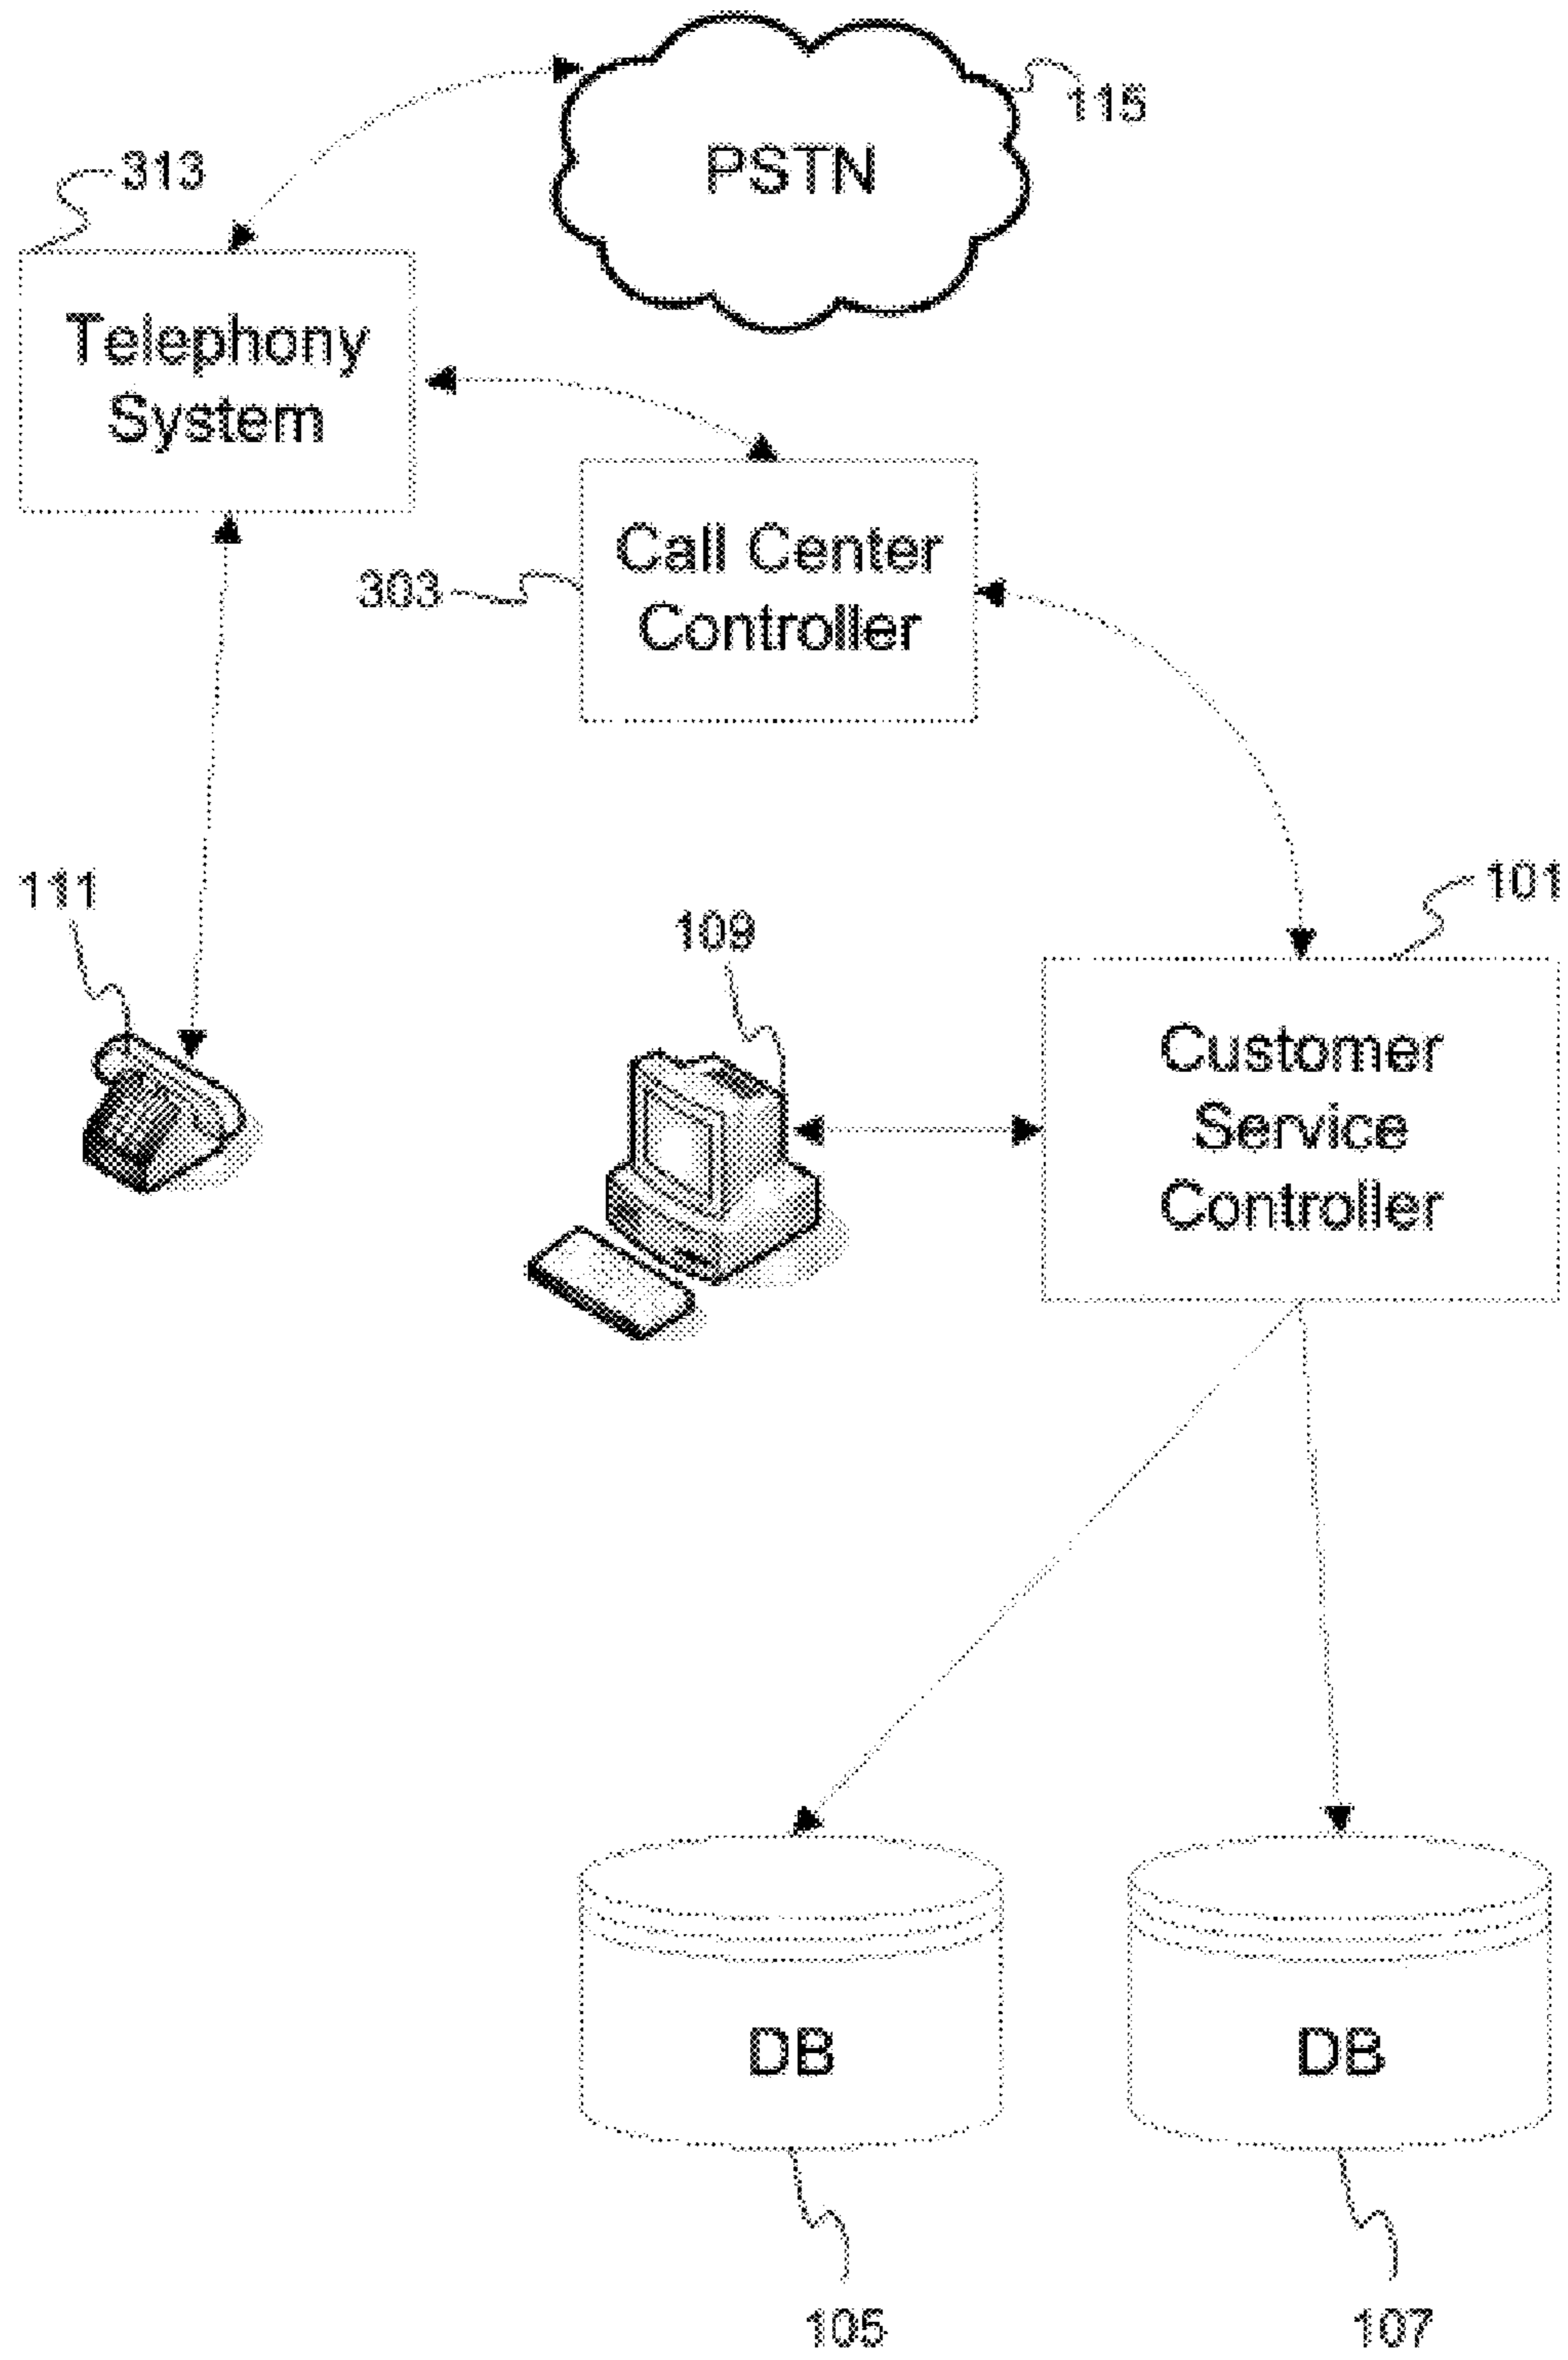 115
PSTN
313
Telephony
System
Call Center
Controller
303
111
109
101
Customer
Service
Controller
DB
DB
105
107